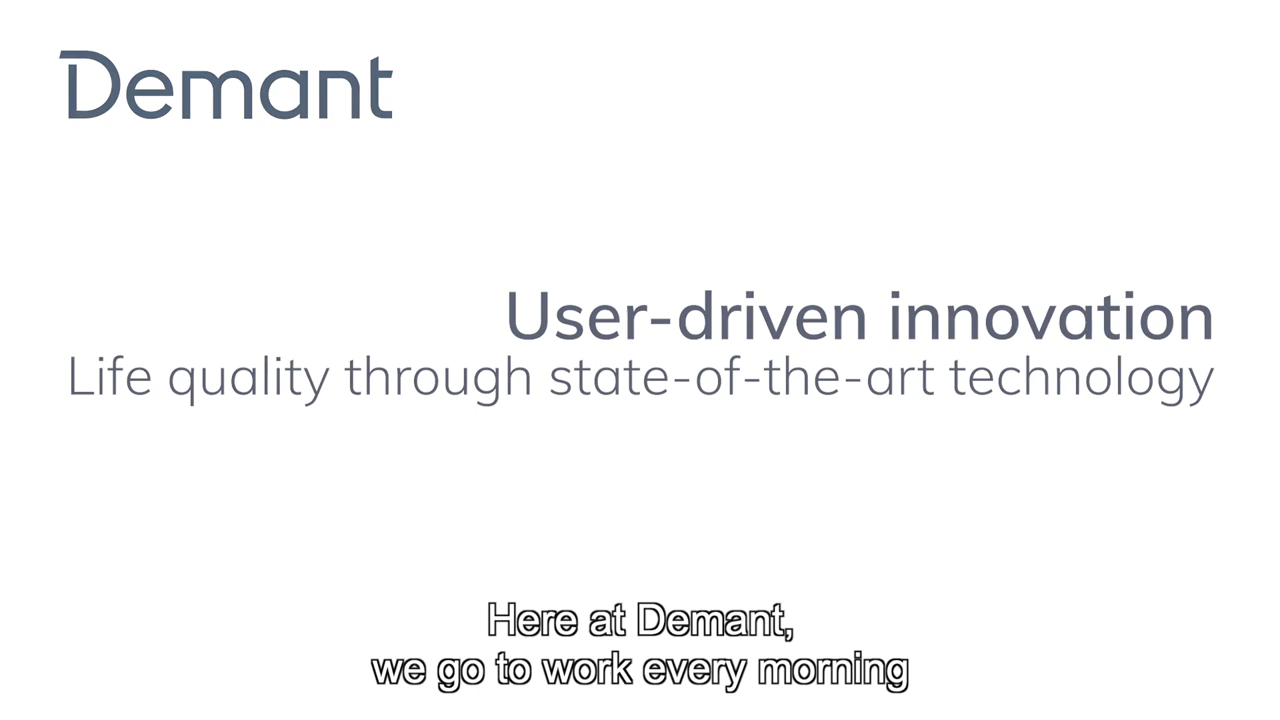 Demant
User-driven innovation
Life quality through state-of-the-art technology
Here at Demant,
we go to work every morning